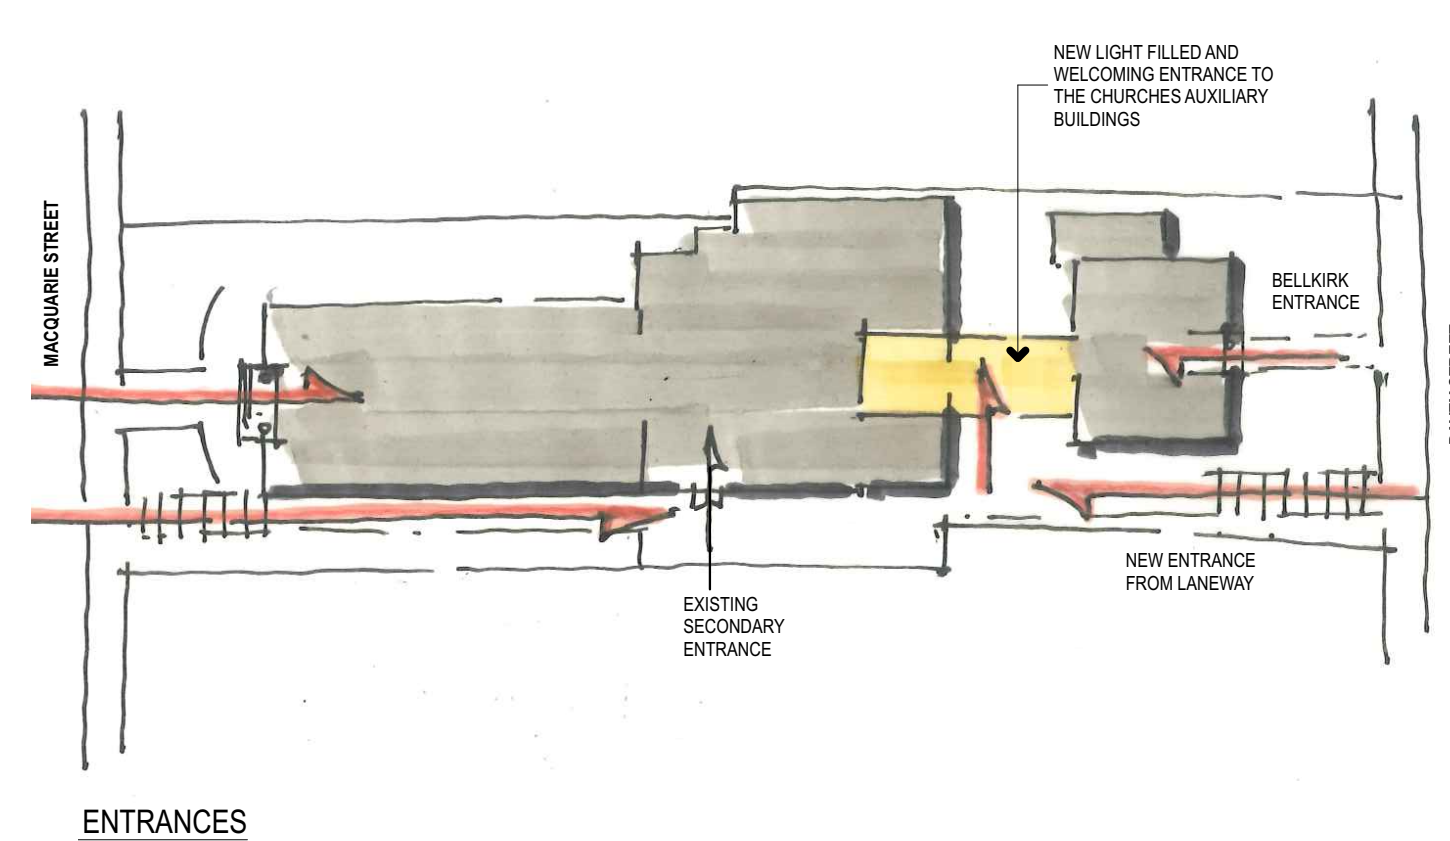 NEW LIGHT FILLED AND
WELCOMING ENTRANCE TO
THE CHURCHES AUXILIARY
BUILDINGS
MACQUARIE STREET
BELLKIRK
ENTRANCE
NEW ENTRANCE
FROM LANEWAY
EXISTING
SECONDARY
ENTRANCE
ENTRANCES